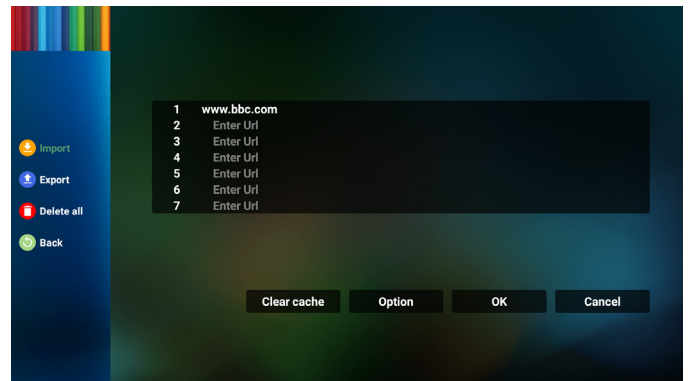 Import
Export
Delete all
Back
1 www.bbc.com
2 Enter Url
3 Enter Url
4 Enter Url
5 Enter Url
6 Enter Url
7 Enter Url
Clear cache Option OK Cancel